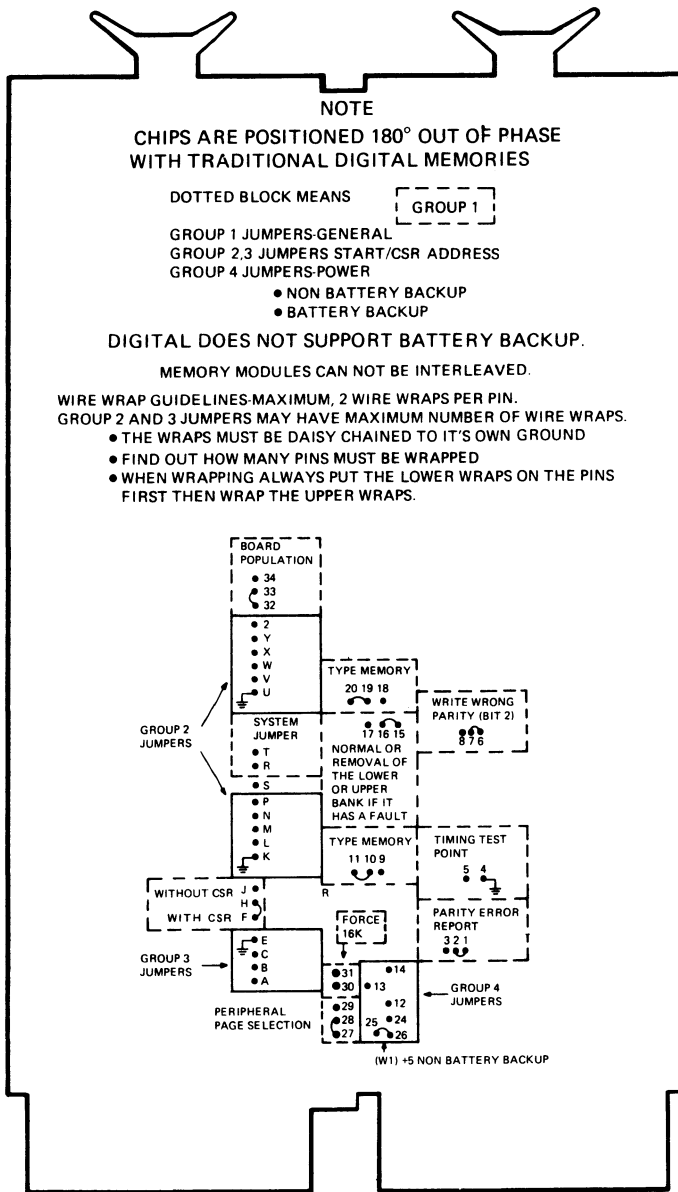 NOTE
CHIPS ARE POSITIONED 180° OUT OF PHASE
WITH TRADITIONAL DIGITAL MEMORIES
DOTTED BLOCK MEANS
GROUP 1
GROUP 1 JUMPERS-GENERAL
GROUP 2,3 JUMPERS START/CSR ADDRESS
GROUP 4 JUMPERS-POWER
• NON BATTERY BACKUP
• BATTERY BACKUP
DIGITAL DOES NOT SUPPORT BATTERY BACKUP.
MEMORY MODULES CAN NOT BE INTERLEAVED.
WIRE WRAP GUIDELINES-MAXIMUM, 2 WIRE WRAPS PER PIN.
GROUP 2 AND 3 JUMPERS MAY HAVE MAXIMUM NUMBER OF WIRE WRAPS.
• THE WRAPS MUST BE DAISY CHAINED TO IT'S OWN GROUND
• FIND OUT HOW MANY PINS MUST BE WRAPPED
• WHEN WRAPPING ALWAYS PUT THE LOWER WRAPS ON THE PINS
FIRST THEN WRAP THE UPPER WRAPS.
BOARD
POPULATION
34
33
32
2
Y
X
W
V
U
GROUP 2
JUMPERS
SYSTEM
JUMPER
T
R
S
P
N
M
L
K
TYPE MEMORY
20 19 18
17 16 15
NORMAL OR
REMOVAL OF
THE LOWER
OR UPPER
BANK IF IT
HAS A FAULT
WRITE WRONG
PARITY (BIT 2)
8 7 6
TYPE MEMORY
11 10 9
R
TIMING TEST
POINT
5 4
WITHOUT CSR J
H
WITH CSR F
PARITY ERROR
REPORT
3 2 1
GROUP 3
JUMPERS
E
C
B
A
FORCE
16K
31
30
PERIPHERAL
PAGE SELECTION
29
28
27
14
13
12
24
25
26
GROUP 4
JUMPERS
(W1) +5 NON BATTERY BACKUP